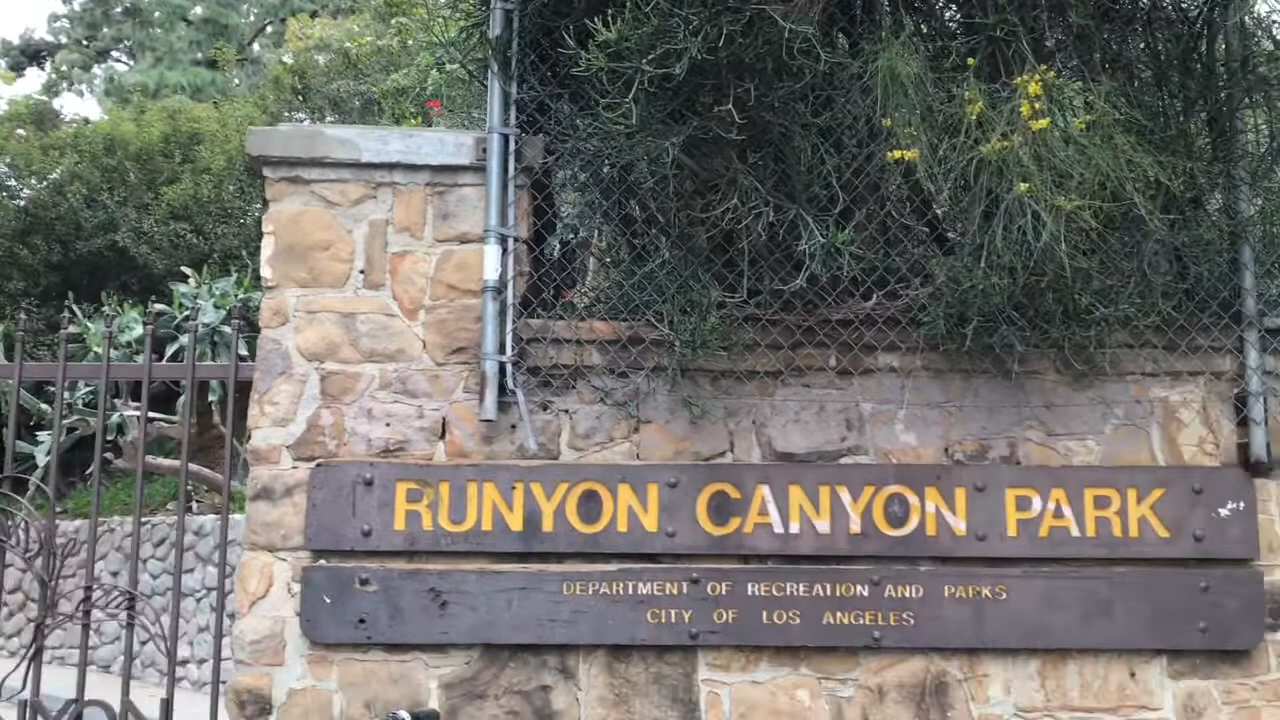 RUNYON CANYON PARK
DEPARTMENT OF RECREATION AND PARKS
CITY OF LOS ANGELES